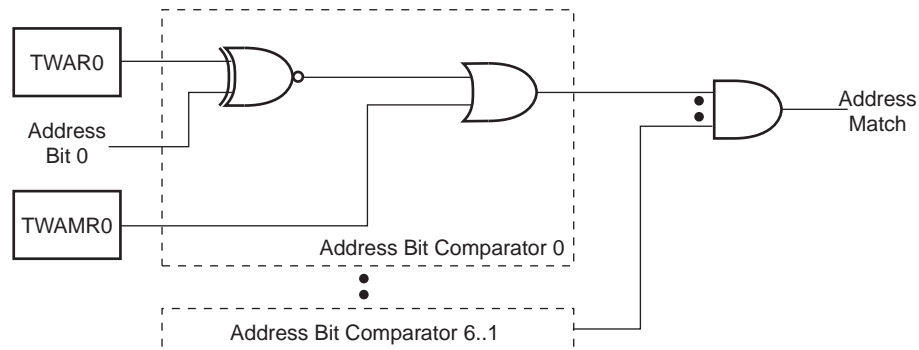 TWAR0
Address
Bit 0
TWAMR0
Address Bit Comparator 0
Address Bit Comparator 6..1
Address
Match